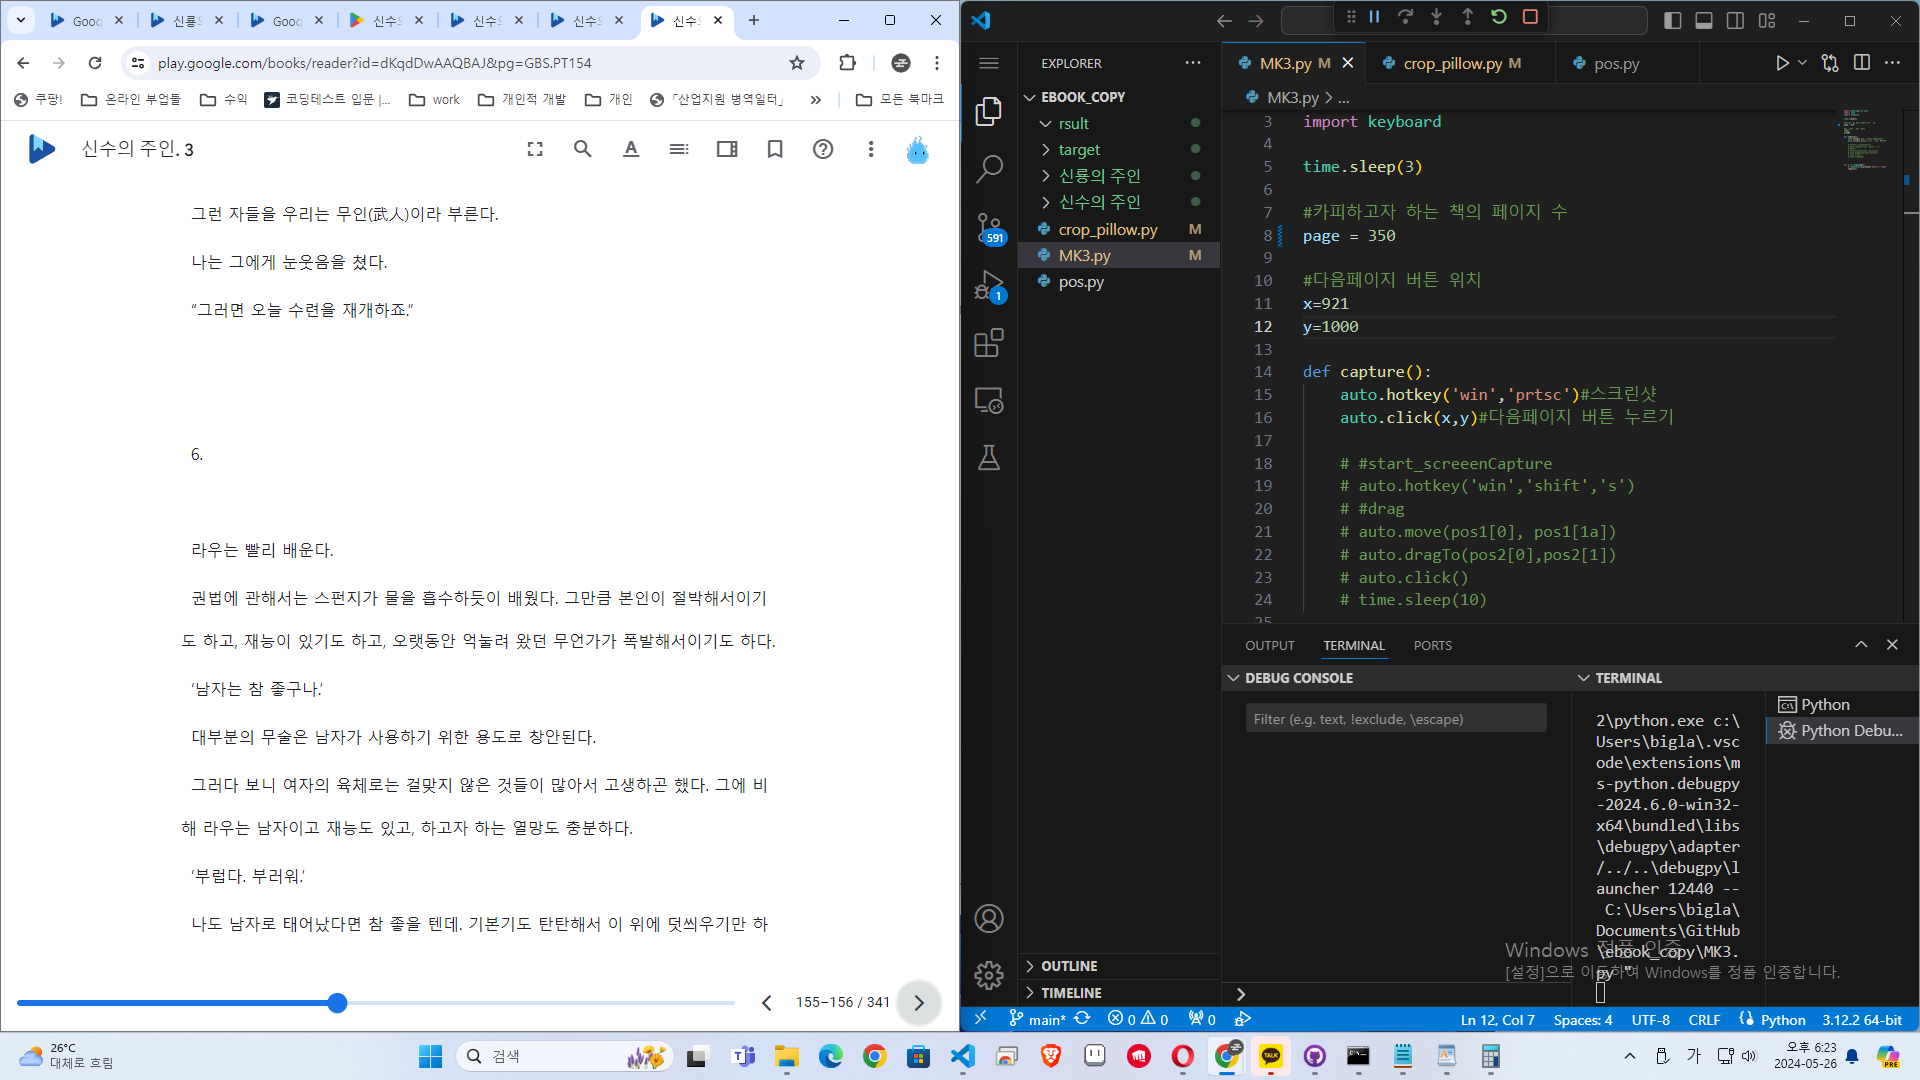 Goog
신룡의
Goog
신수의
신수의
신수의
신수의
play.google.com/books/reader?id=dKqdDwAAQBAJ&pg=GBS.PT154
쿠팡!
온라인 부업들
수익
코딩테스트 입문 |...
work
개인적 개발
개인
「산업지원 병역일터」
»
모든 북마크
신수의 주인. 3
그런 자들을 우리는 무인(武人)이라 부른다.
나는 그에게 눈웃음을 쳤다.
“그러면 오늘 수련을 재개하죠.”
6.
라우는 빨리 배운다.
권법에 관해서는 스펀지가 물을 흡수하듯이 배웠다. 그만큼 본인이 절박해서이기
도 하고, 재능이 있기도 하고, 오랫동안 억눌려 왔던 무언가가 폭발해서이기도 하다.
‘남자는 참 좋구나.’
대부분의 무술은 남자가 사용하기 위한 용도로 창안된다.
그러다 보니 여자의 육체로는 걸맞지 않은 것들이 많아서 고생하곤 했다. 그에 비
해 라우는 남자이고 재능도 있고, 하고자 하는 열망도 충분하다.
‘부럽다. 부러워.’
나도 남자로 태어났다면 참 좋을 텐데. 기본기도 탄탄해서 이 위에 덧씌우기만 하
155–156 / 341
EXPLORER
EBOOK_COPY
rsult
target
신룡의 주인
신수의 주인
crop_pillow.py M
MK3.py M
pos.py
591
1
OUTLINE
TIMELINE
MK3.py M
crop_pillow.py M
pos.py
MK3.py > ...
3 import keyboard
4
5 time.sleep(3)
6
7 #카피하고자 하는 책의 페이지 수
8 page = 350
9
10 #다음페이지 버튼 위치
11 x=921
12 y=1000
13
14 def capture():
15 auto.hotkey('win','prtsc')#스크린샷
16 auto.click(x,y)#다음페이지 버튼 누르기
17
18 # #start_screeenCapture
19 # auto.hotkey('win','shift','s')
20 # #drag
21 # auto.move(pos1[0], pos1[1a])
22 # auto.dragTo(pos2[0],pos2[1])
23 # auto.click()
24 # time.sleep(10)
25
OUTPUT TERMINAL PORTS
DEBUG CONSOLE
Filter (e.g. text, !exclude, \escape)
TERMINAL
2\python.exe c:\
Users\bigla\.vsc
ode\extensions\m
s-python.debugpy
-2024.6.0-win32-
x64\bundled\libs
\debugpy\adapter
/../..\debugpy\l
auncher 12440 --
C:\Users\bigla\
Documents\GitHub
\ebook_copy\MK3.
py "
Python
Python Debu...
Windows 정품 인증
[설정]으로 이동하여 Windows를 정품 인증합니다.
main* 0 0 0
Ln 12, Col 7 Spaces: 4 UTF-8 CRLF Python 3.12.2 64-bit
26°C
대체로 흐림
검색
TALK
가
오후 6:23
2024-05-26
PRE